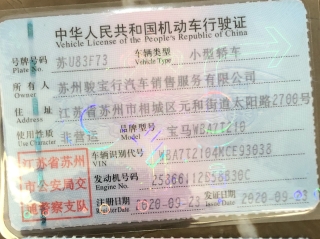 中华人民共和国机动车行驶证
Vehicle License of the People's Republic of China
号牌号码 苏U83F73 车辆类型 小型轿车
Plate No. Vehicle Type
所有人 苏州骏宝行汽车销售服务有限公司
Owner
住址 江苏省苏州市相城区元和街道太阳路2700号
Address
使用性质 非营运 品牌型号 宝马WBA7T210
Use Character Model
江苏省苏州
市公安局交
通警察支队
车辆识别代号 WBA7T2104KCE93038
VIN
发动机号码
Engine No.
注册日期 2020-09-23 发证日期 2020-09-23
Register Date Issue Date